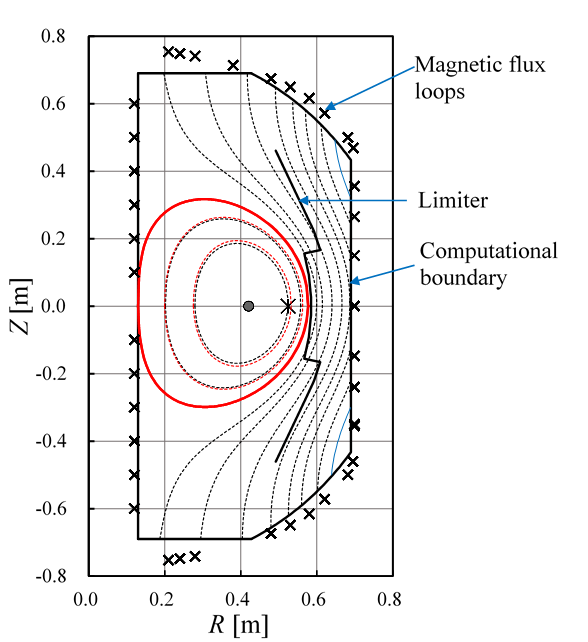 0.8
Magnetic flux
loops
0.6
0.4
Limiter
0.2
Computational
boundary
Z [m]
0.0
-0.2
-0.4
-0.6
-0.8
0.0 0.2 0.4 0.6 0.8
R [m]